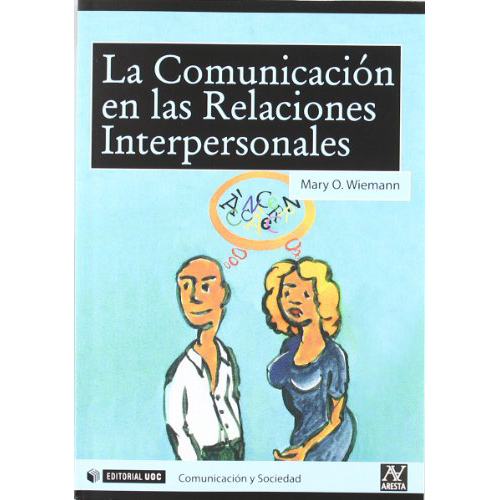 La Comunicación
en las Relaciones
Interpersonales
Mary O. Wiemann
EDITORIAL UOC
Comunicación y Sociedad
ARESTA